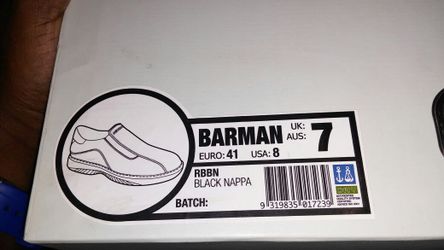 BARMAN
UK:
AUS:
7
EURO: 41 USA: 8
RBBN
BLACK NAPPA
BATCH:
9 319835 017239